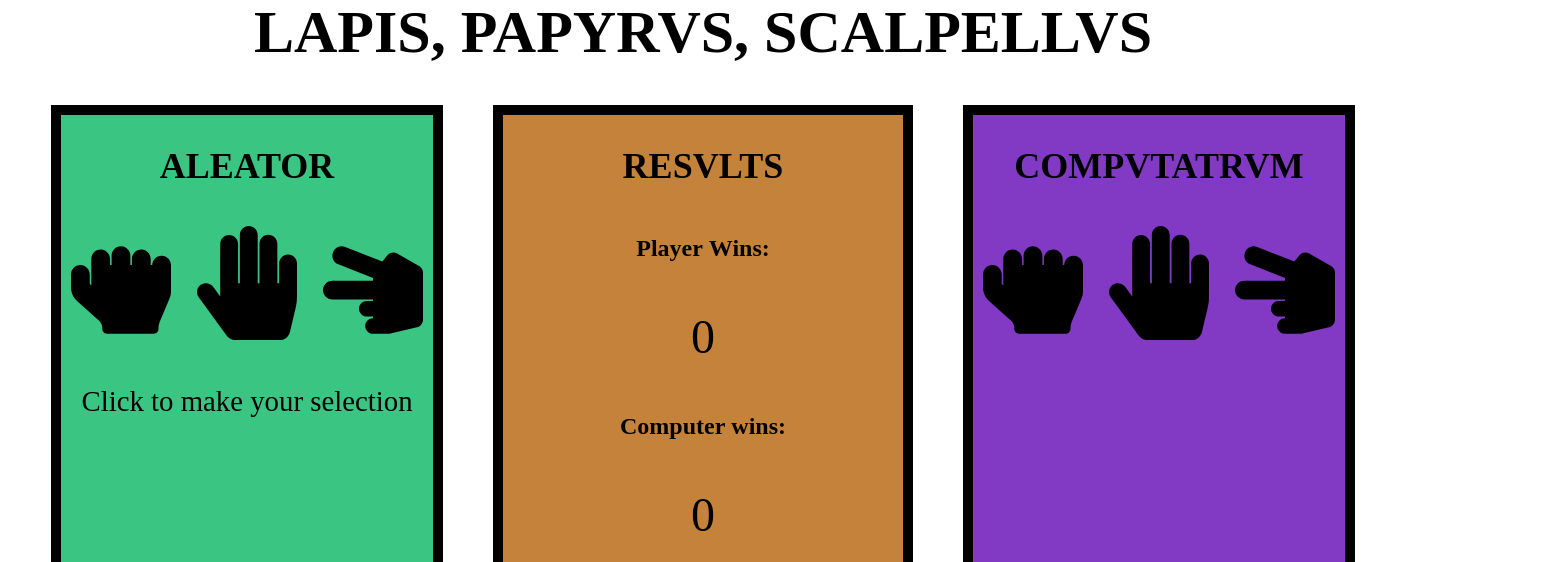 LAPIS, PAPYRVS, SCALPELLVS
ALEATOR
Click to make your selection
RESVLTS
Player Wins:
0
Computer wins:
0
COMPVTATRVM